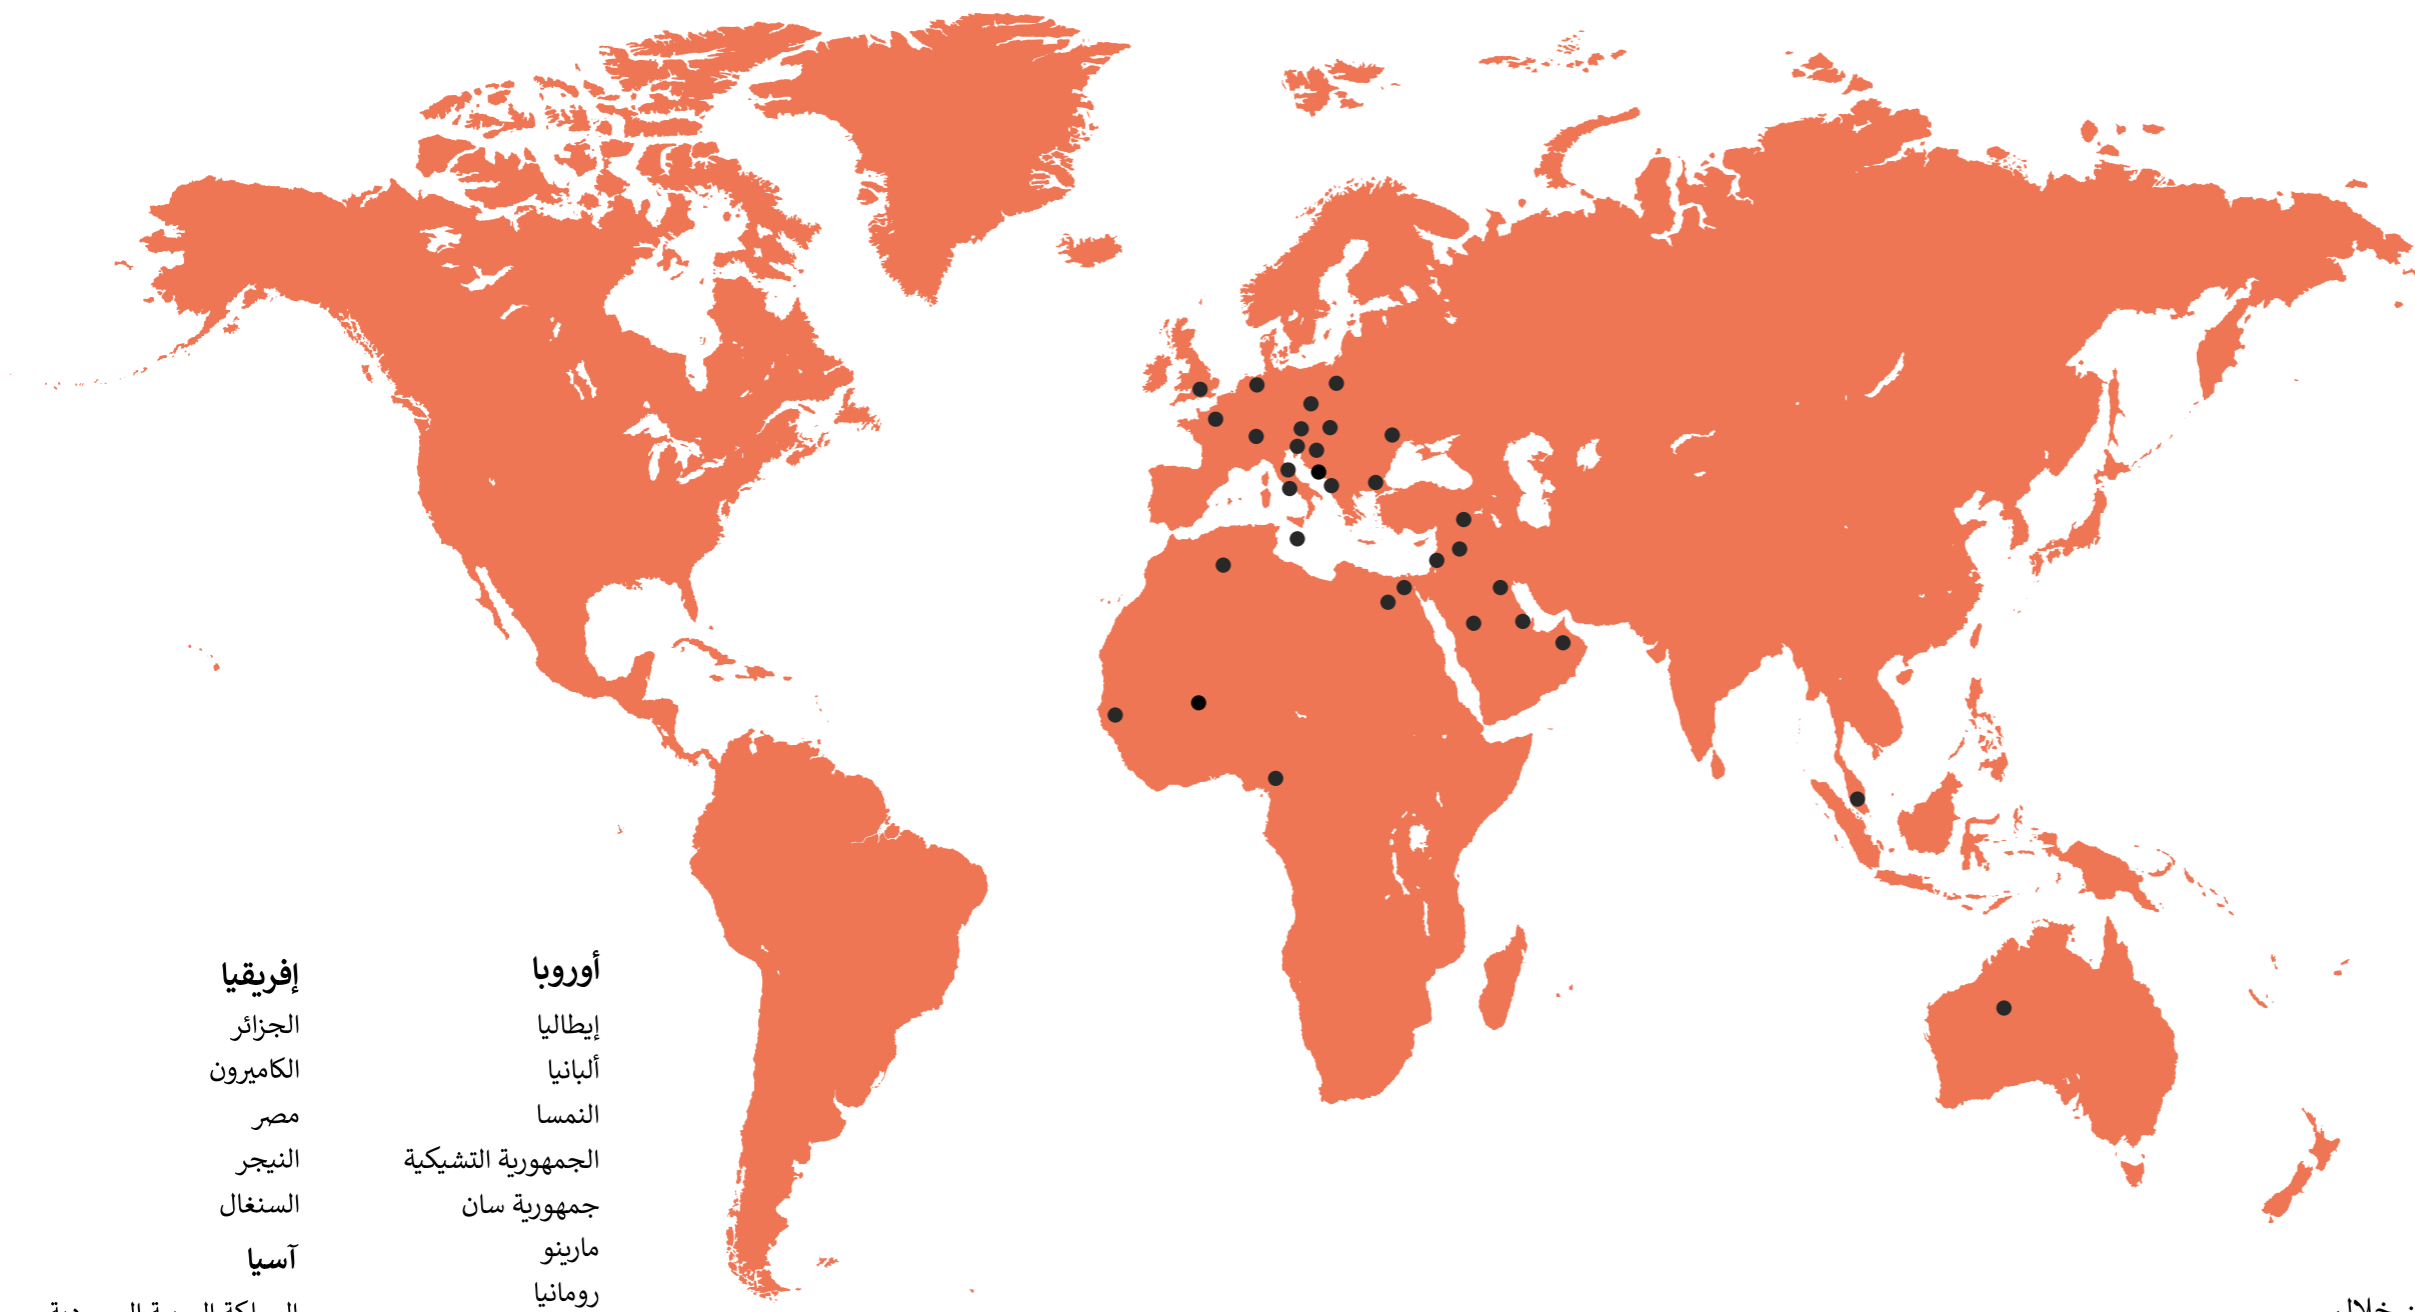 أوروبا
إيطاليا
ألبانيا
النمسا
الجمهورية التشيكية
جمهورية سان
مارينو
رومانيا
إفريقيا
الجزائر
الكاميرون
مصر
النيجر
السنغال
آسيا